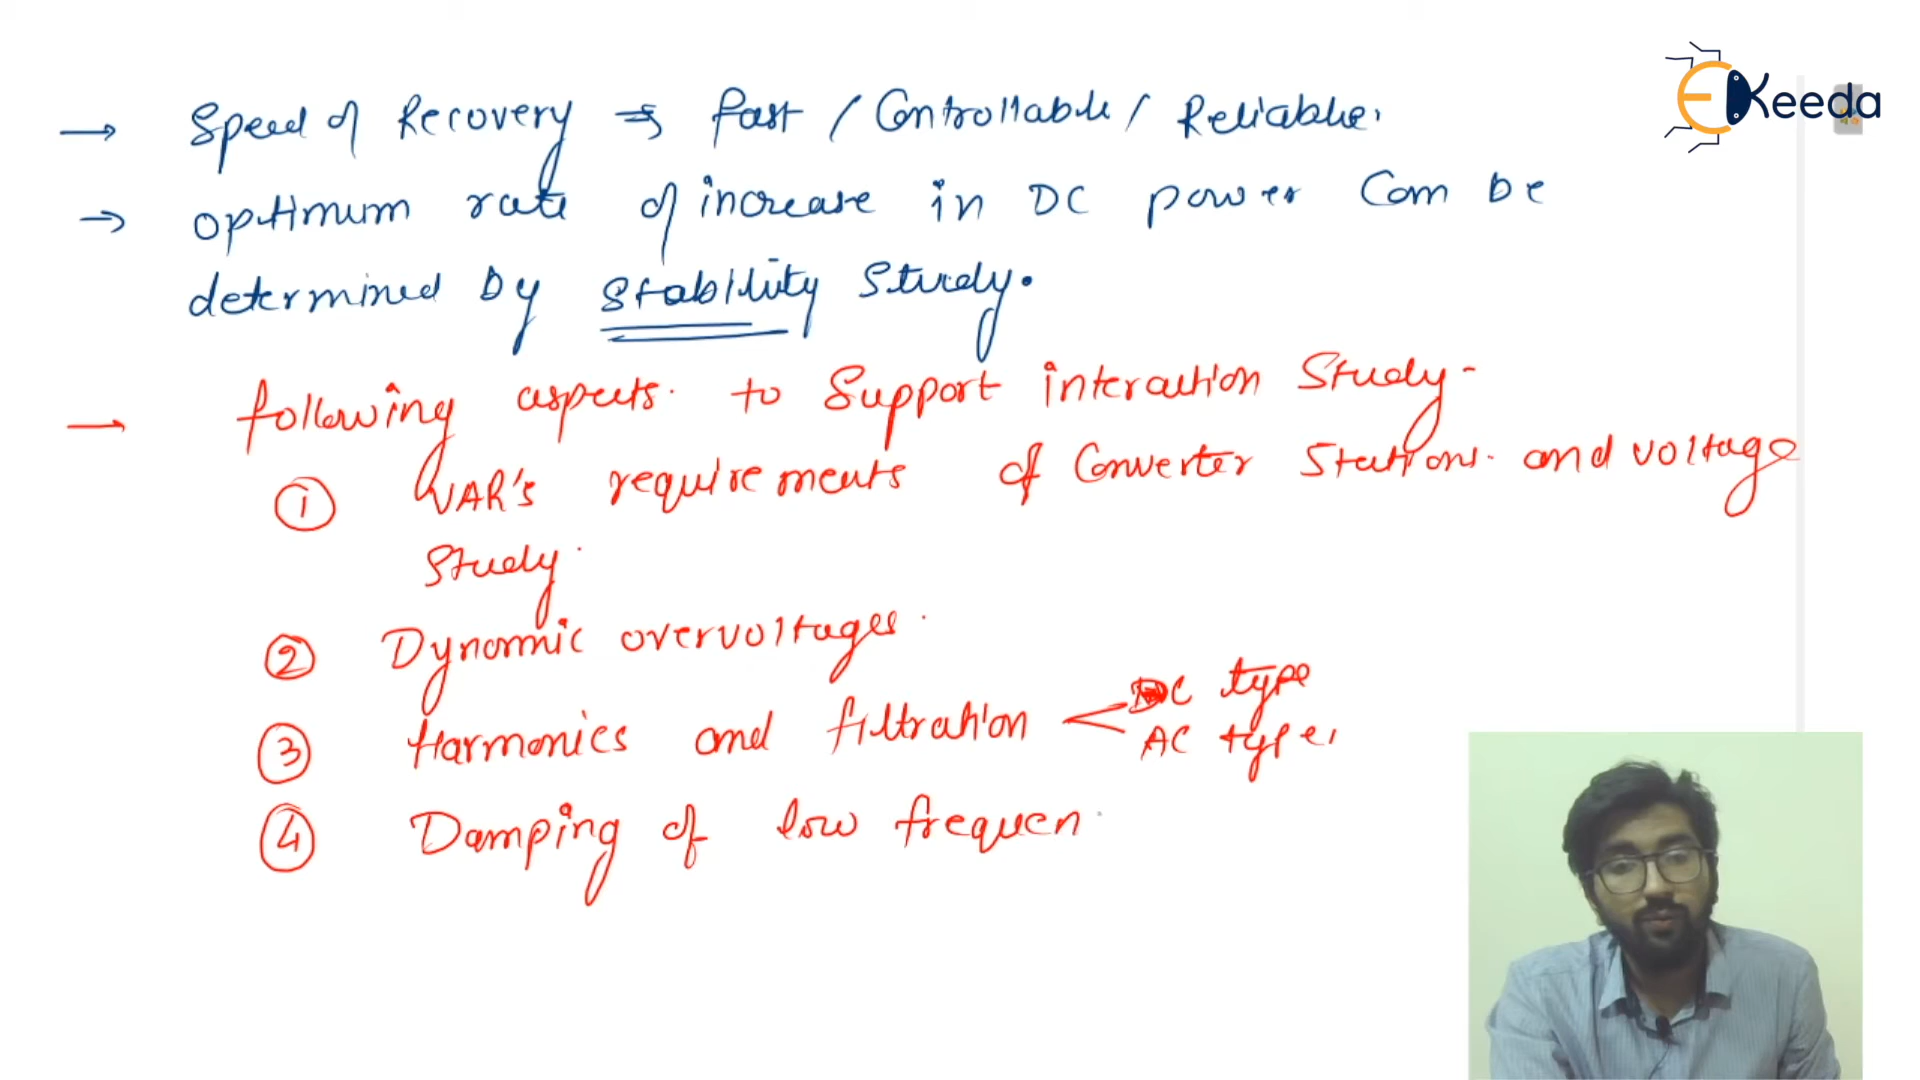 EKeeda
→ Speed of Recovery ⇒ fast / Controllable / Reliable.
→ optimum rate of increase in DC power can be
determined by stability study.
→ following aspects. to support interaction study.
① VAR's requirements of converter stations. and voltage
study.
② Dynamic overvoltages.
③ Harmonics and filtration < DC type
AC type.
④ Damping of low frequen